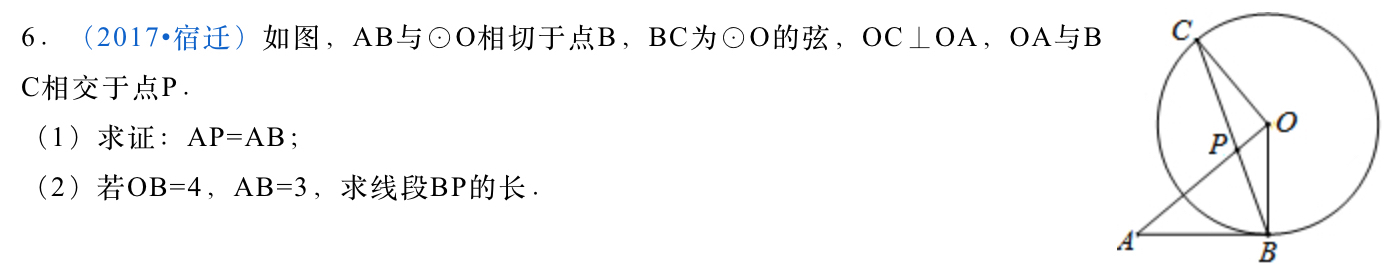 6．（2017•宿迁）如图，AB与⊙O相切于点B，BC为⊙O的弦，OC⊥OA，OA与B
C相交于点P．
（1）求证：AP=AB；
（2）若OB=4，AB=3，求线段BP的长．
C
O
P
A
B